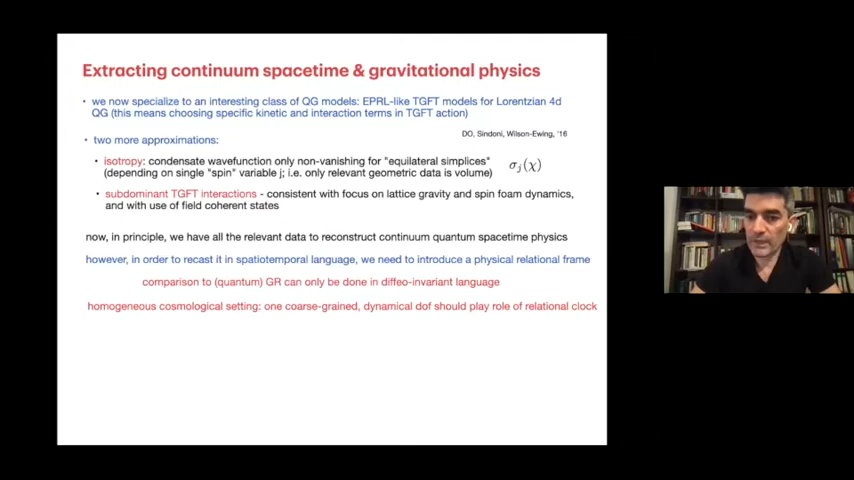 Extracting continuum spacetime & gravitational physics
• we now specialize to an interesting class of QG models: EPRL-like TGFT models for Lorentzian 4d
QG (this means choosing specific kinetic and interaction terms in TGFT action)
DO, Sindoni, Wilson-Ewing, '16
• two more approximations:
• isotropy: condensate wavefunction only non-vanishing for "equilateral simplices"
(depending on single "spin" variable j; i.e. only relevant geometric data is volume)
σⱼ(χ)
• subdominant TGFT interactions - consistent with focus on lattice gravity and spin foam dynamics,
and with use of field coherent states
now, in principle, we have all the relevant data to reconstruct continuum quantum spacetime physics
however, in order to recast it in spatiotemporal language, we need to introduce a physical relational frame
comparison to (quantum) GR can only be done in diffeo-invariant language
homogeneous cosmological setting: one coarse-grained, dynamical dof should play role of relational clock